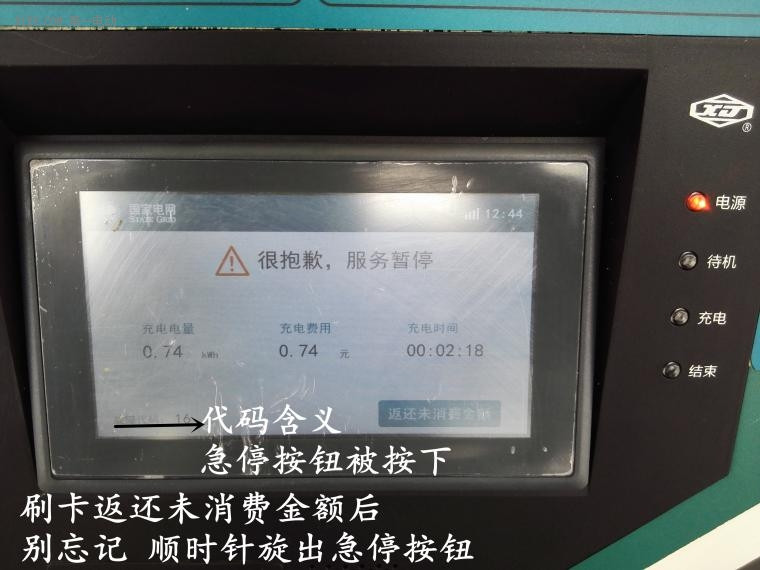 XJ
®
国家电网
STATE GRID
12:44
很抱歉，服务暂停
充电电量 充电费用 充电时间
0.74 kWh 0.74 元 00:02:18
16
返还未消费金额
电源
待机
充电
结束
代码含义
急停按钮被按下
刷卡返还未消费金额后
别忘记 顺时针旋出急停按钮